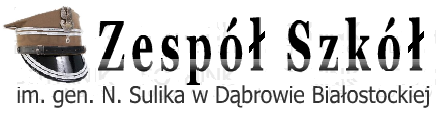 Zespół Szkół
im. gen. N. Sulika w Dąbrowie Białostockiej